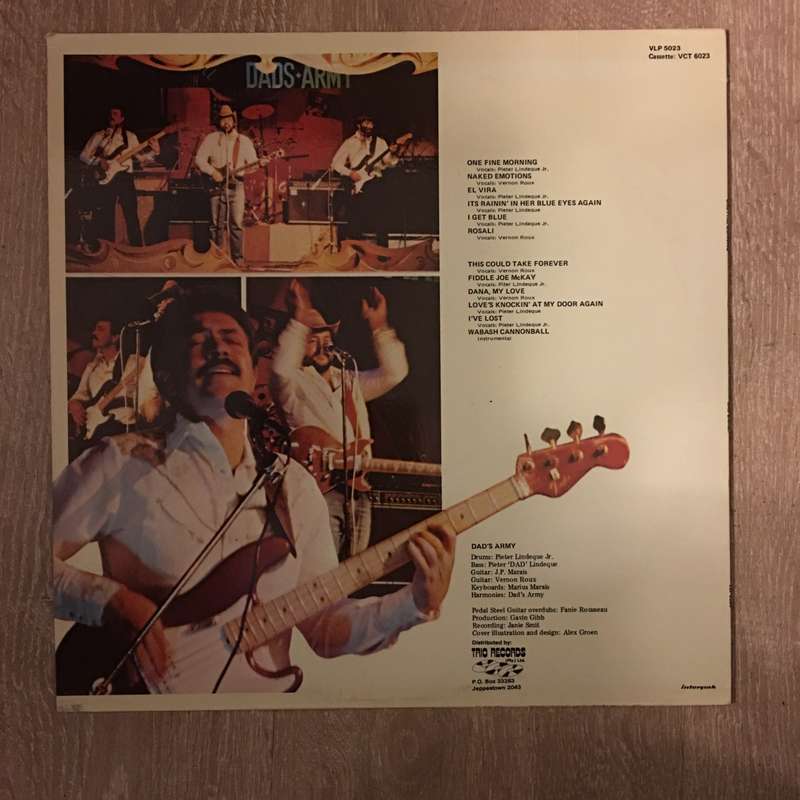 DADS·ARMY
VLP 5023
Cassette: VCT 6023
ONE FINE MORNING
Vocals: Pieter Lindeque Jr.
NAKED EMOTIONS
Vocals: Vernon Roux
EL VIRA
Vocals: Pieter Lindeque Jr.
ITS RAININ' IN HER BLUE EYES AGAIN
Vocals: Pieter Lindeque
I GET BLUE
Vocals: Pieter Lindeque Jr.
ROSALI
Vocals: Vernon Roux
THIS COULD TAKE FOREVER
Vocals: Vernon Roux
FIDDLE JOE McKAY
Vocals: Piter Lindeque Jr.
DANA, MY LOVE
Vocals: Vernon Roux
LOVE'S KNOCKIN' AT MY DOOR AGAIN
Vocals: Pieter Lindeque
I'VE LOST
Vocals: Pieter Lindeque Jr.
WABASH CANNONBALL
(instrumental)
DAD'S ARMY
Drums: Pieter Lindeque Jr.
Bass: Pieter 'DAD' Lindeque
Guitar: J.P. Marais
Guitar: Vernon Roux
Keyboards: Marius Marais
Harmonies: Dad's Army
Pedal Steel Guitar overdubs: Fanie Rousseau
Production: Gavin Gibb
Recording: Janie Smit
Cover illustration and design: Alex Groen
Distributed by:
TRIO RECORDS
(Pty) Ltd.
P.O. Box 33263
Jeppestown 2043
interpak